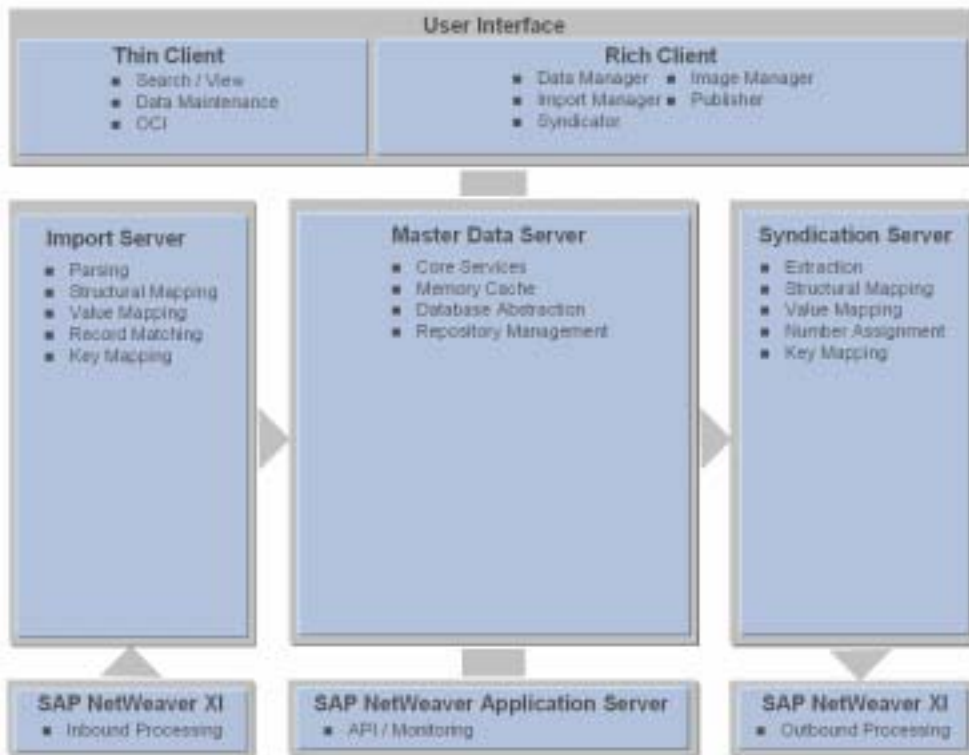 User Interface
Thin Client
Search / View
Data Maintenance
OCI
Rich Client
Data Manager
Import Manager
Syndicator
Image Manager
Publisher
Import Server
Parsing
Structural Mapping
Value Mapping
Record Matching
Key Mapping
Master Data Server
Core Services
Memory Cache
Database Abstraction
Repository Management
Syndication Server
Extraction
Structural Mapping
Value Mapping
Number Assignment
Key Mapping
SAP NetWeaver XI
Inbound Processing
SAP NetWeaver Application Server
API / Monitoring
SAP NetWeaver XI
Outbound Processing